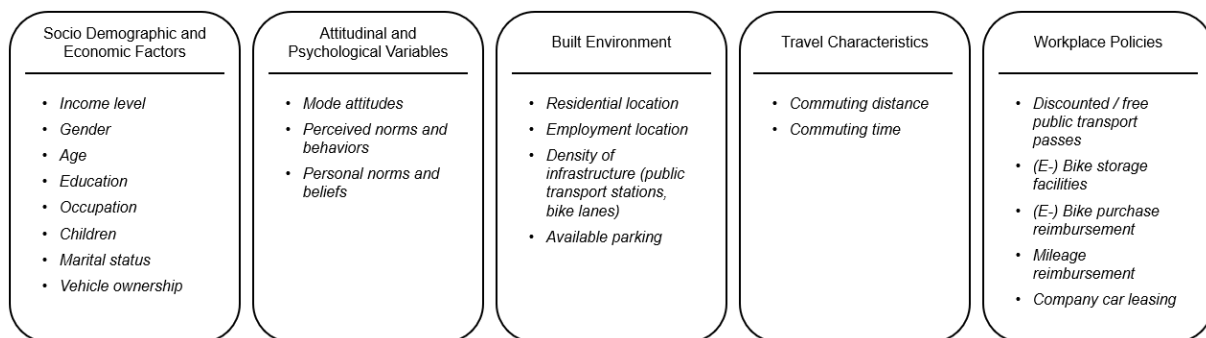 Socio Demographic and
Economic Factors
• Income level
• Gender
• Age
• Education
• Occupation
• Children
• Marital status
• Vehicle ownership
Attitudinal and
Psychological Variables
• Mode attitudes
• Perceived norms and
behaviors
• Personal norms and
beliefs
Built Environment
• Residential location
• Employment location
• Density of
infrastructure (public
transport stations,
bike lanes)
• Available parking
Travel Characteristics
• Commuting distance
• Commuting time
Workplace Policies
• Discounted / free
public transport
passes
• (E-) Bike storage
facilities
• (E-) Bike purchase
reimbursement
• Mileage
reimbursement
• Company car leasing